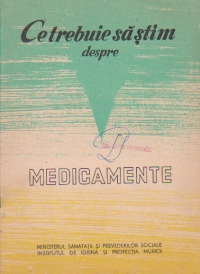 Ce trebuie să știm
despre
MEDICAMENTE
MINISTERUL SĂNĂTĂȚII ȘI PREVEDERILOR SOCIALE
INSTITUTUL DE IGIENĂ ȘI PROTECȚIA MUNCII